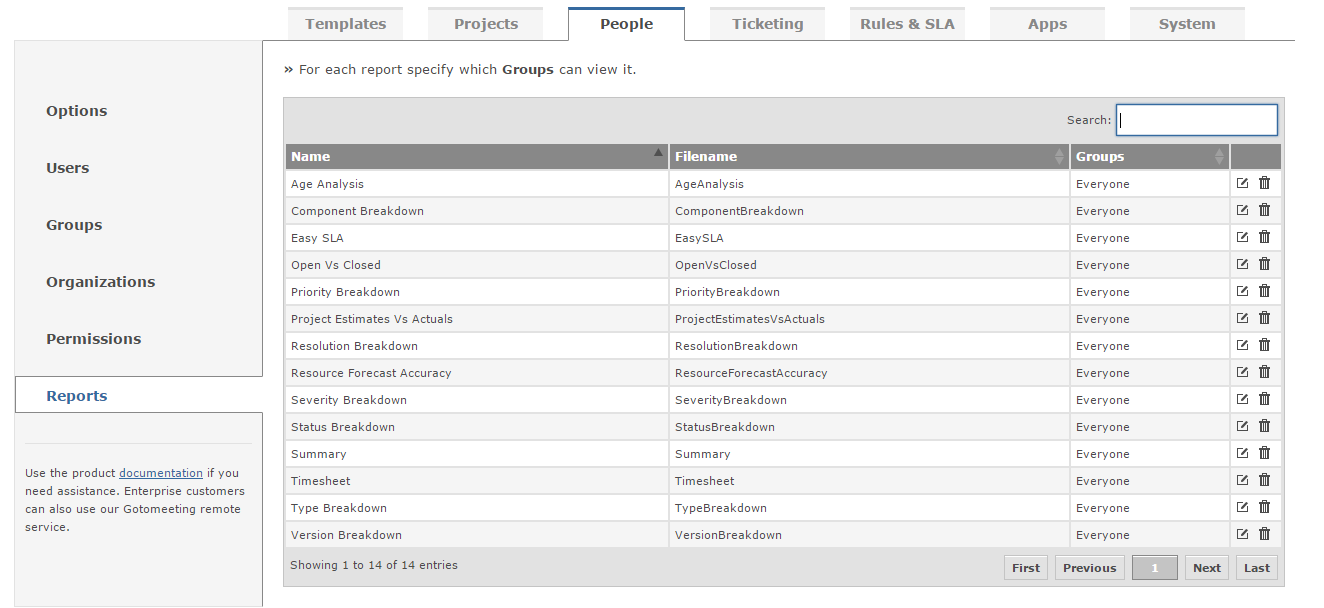 Templates Projects People Ticketing Rules & SLA Apps System
Options
Users
Groups
Organizations
Permissions
Reports
Use the product documentation if you
need assistance. Enterprise customers
can also use our Gotomeeting remote
service.
» For each report specify which Groups can view it.
Search:
Name Filename Groups
Age Analysis AgeAnalysis Everyone
Component Breakdown ComponentBreakdown Everyone
Easy SLA EasySLA Everyone
Open Vs Closed OpenVsClosed Everyone
Priority Breakdown PriorityBreakdown Everyone
Project Estimates Vs Actuals ProjectEstimatesVsActuals Everyone
Resolution Breakdown ResolutionBreakdown Everyone
Resource Forecast Accuracy ResourceForecastAccuracy Everyone
Severity Breakdown SeverityBreakdown Everyone
Status Breakdown StatusBreakdown Everyone
Summary Summary Everyone
Timesheet Timesheet Everyone
Type Breakdown TypeBreakdown Everyone
Version Breakdown VersionBreakdown Everyone
Showing 1 to 14 of 14 entries First Previous 1 Next Last